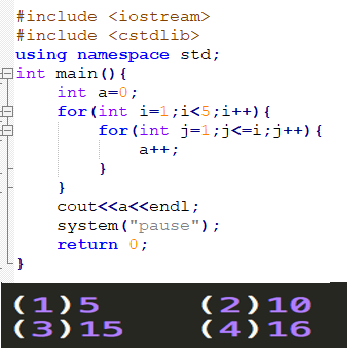 #include <iostream>
#include <cstdlib>
using namespace std;
int main(){
    int a=0;
    for(int i=1;i<5;i++){
        for(int j=1;j<=i;j++){
            a++;
        }
    }
    cout<<a<<endl;
    system("pause");
    return 0;
}
(1)5 (2)10
(3)15 (4)16